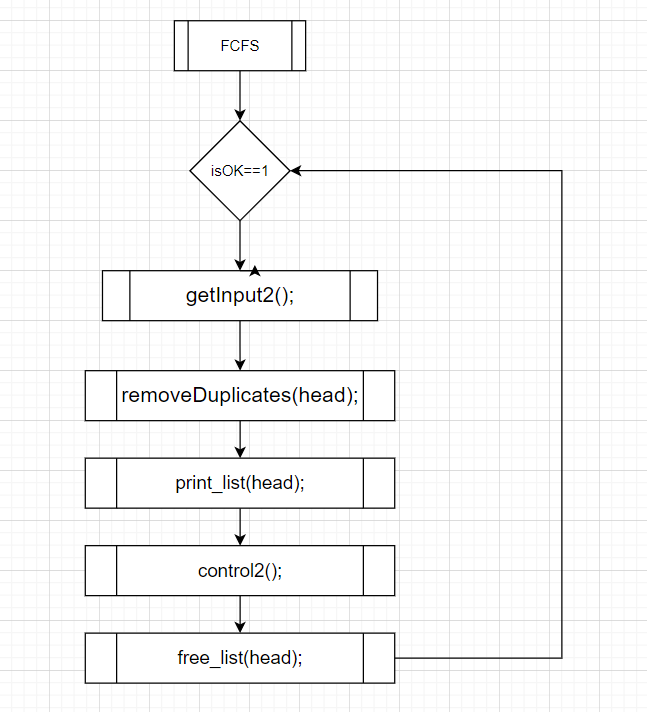 FCFS
isOK==1
getInput2();
removeDuplicates(head);
print_list(head);
control2();
free_list(head);